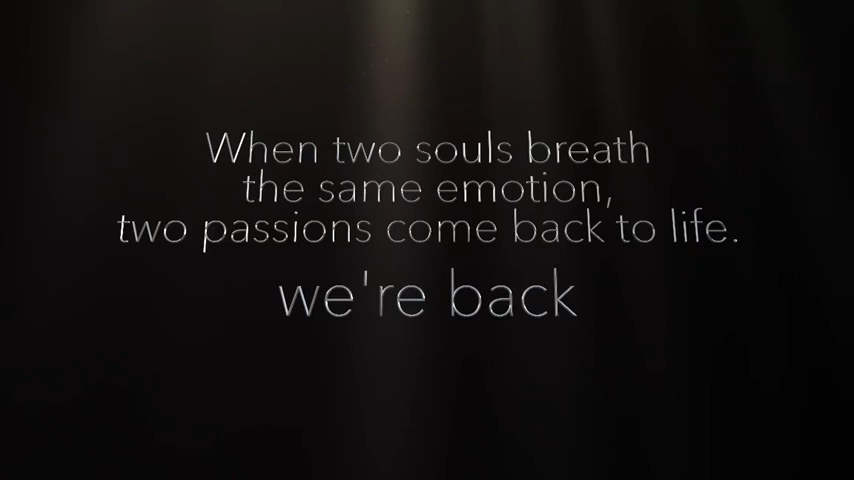 When two souls breath
the same emotion,
two passions come back to life.
we're back